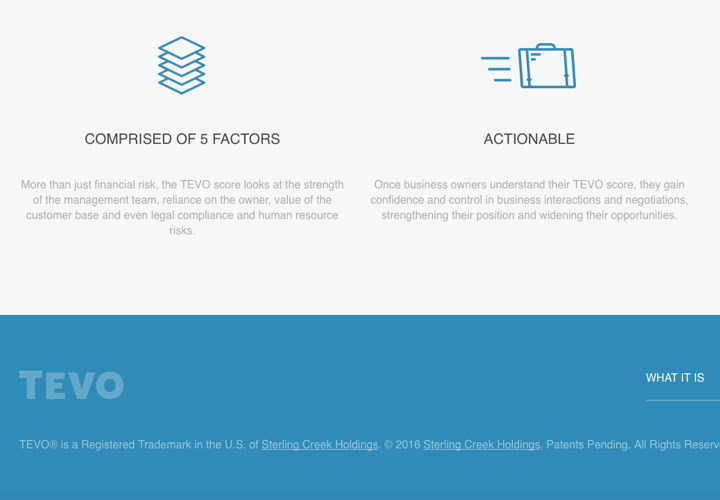 COMPRISED OF 5 FACTORS
More than just financial risk, the TEVO score looks at the strength
of the management team, reliance on the owner, value of the
customer base and even legal compliance and human resource
risks.
ACTIONABLE
Once business owners understand their TEVO score, they gain
confidence and control in business interactions and negotiations,
strengthening their position and widening their opportunities.
TEVO
WHAT IT IS
TEVO® is a Registered Trademark in the U.S. of Sterling Creek Holdings. © 2016 Sterling Creek Holdings, Patents Pending. All Rights